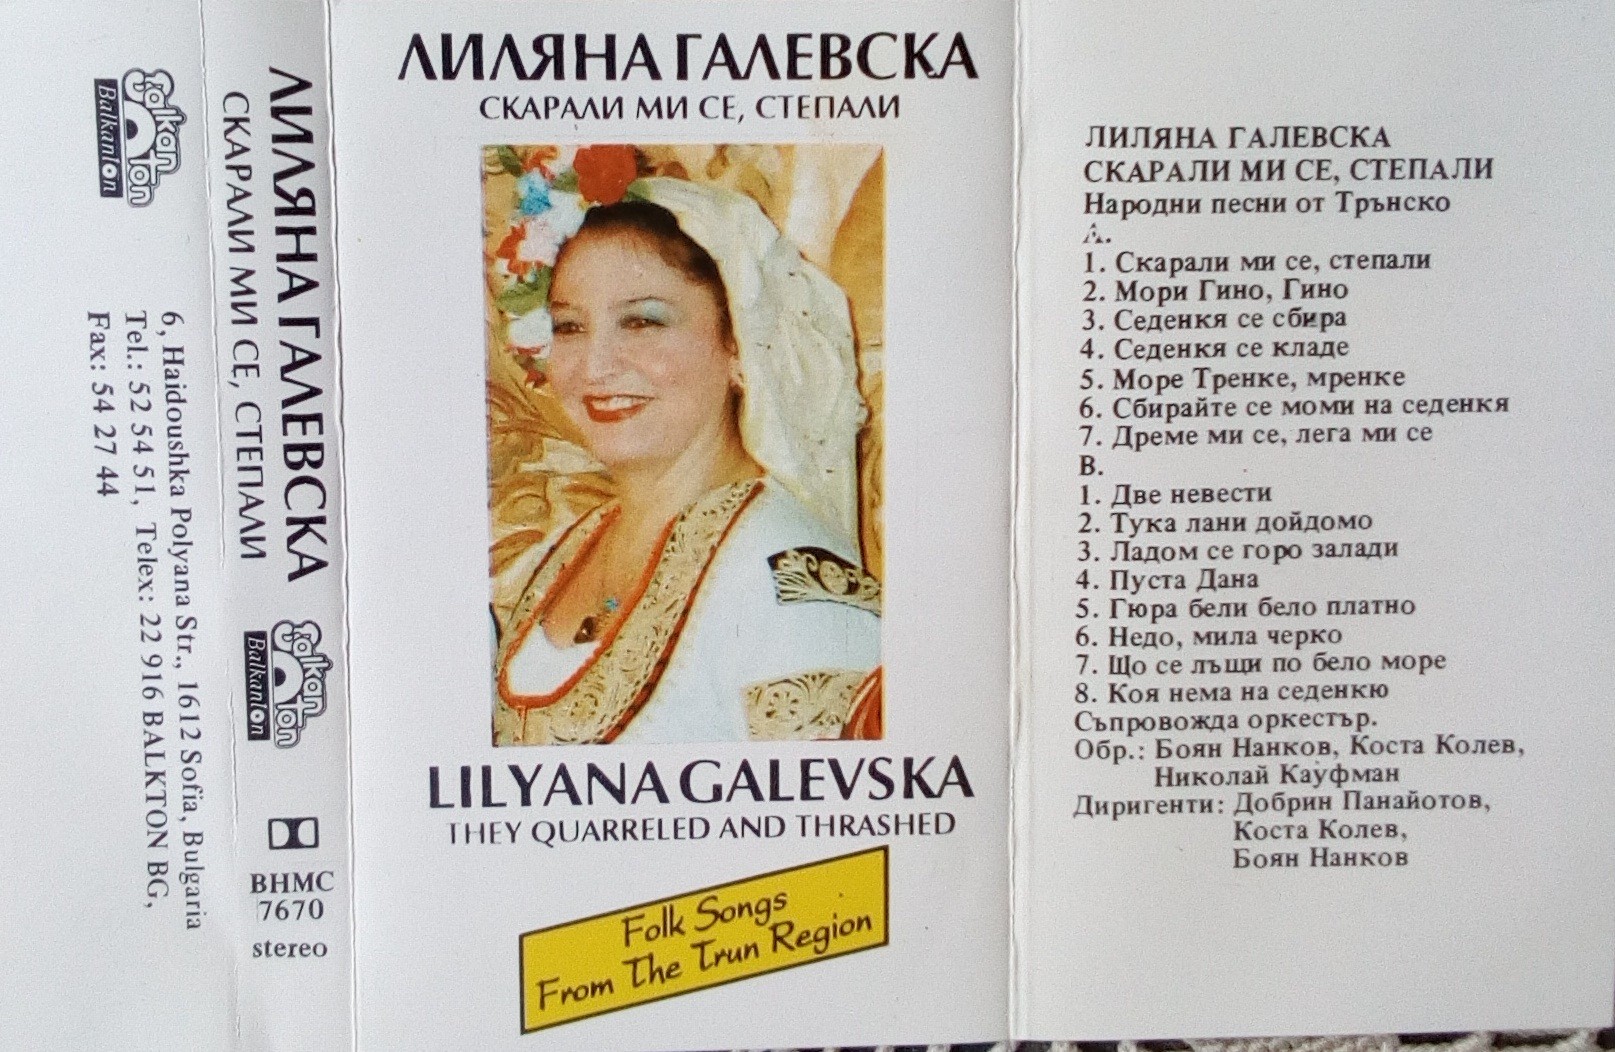 Balkanton
Balkanton
6, Haidoushka Polyana Str., 1612 Sofia, Bulgaria
Tel.: 52 54 51, Telex: 22 916 BALKTON BG,
Fax: 54 27 44
ЛИЛЯНА ГАЛЕВСКА
СКАРАЛИ МИ СЕ, СТЕПАЛИ
Balkanton
Balkanton
BHMC
7670
stereo
ЛИЛЯНА ГАЛЕВСКА
СКАРАЛИ МИ СЕ, СТЕПАЛИ
LILYANA GALEVSKA
THEY QUARRELED AND THRASHED
Folk Songs
From The Trun Region
ЛИЛЯНА ГАЛЕВСКА
СКАРАЛИ МИ СЕ, СТЕПАЛИ
Народни песни от Трънско
А.
1. Скарали ми се, степали
2. Мори Гино, Гино
3. Седенкя се сбира
4. Седенкя се кладе
5. Море Тренке, мренке
6. Сбирайте се моми на седенкя
7. Дреме ми се, лега ми се
В.
1. Две невести
2. Тука лани дойдомо
3. Ладом се горо залади
4. Пуста Дана
5. Гюра бели бело платно
6. Недо, мила черко
7. Що се лъщи по бело море
8. Коя нема на седенкю
Съпровожда оркестър.
Обр.: Боян Нанков, Коста Колев,
Николай Кауфман
Диригенти: Добрин Панайотов,
Коста Колев,
Боян Нанков